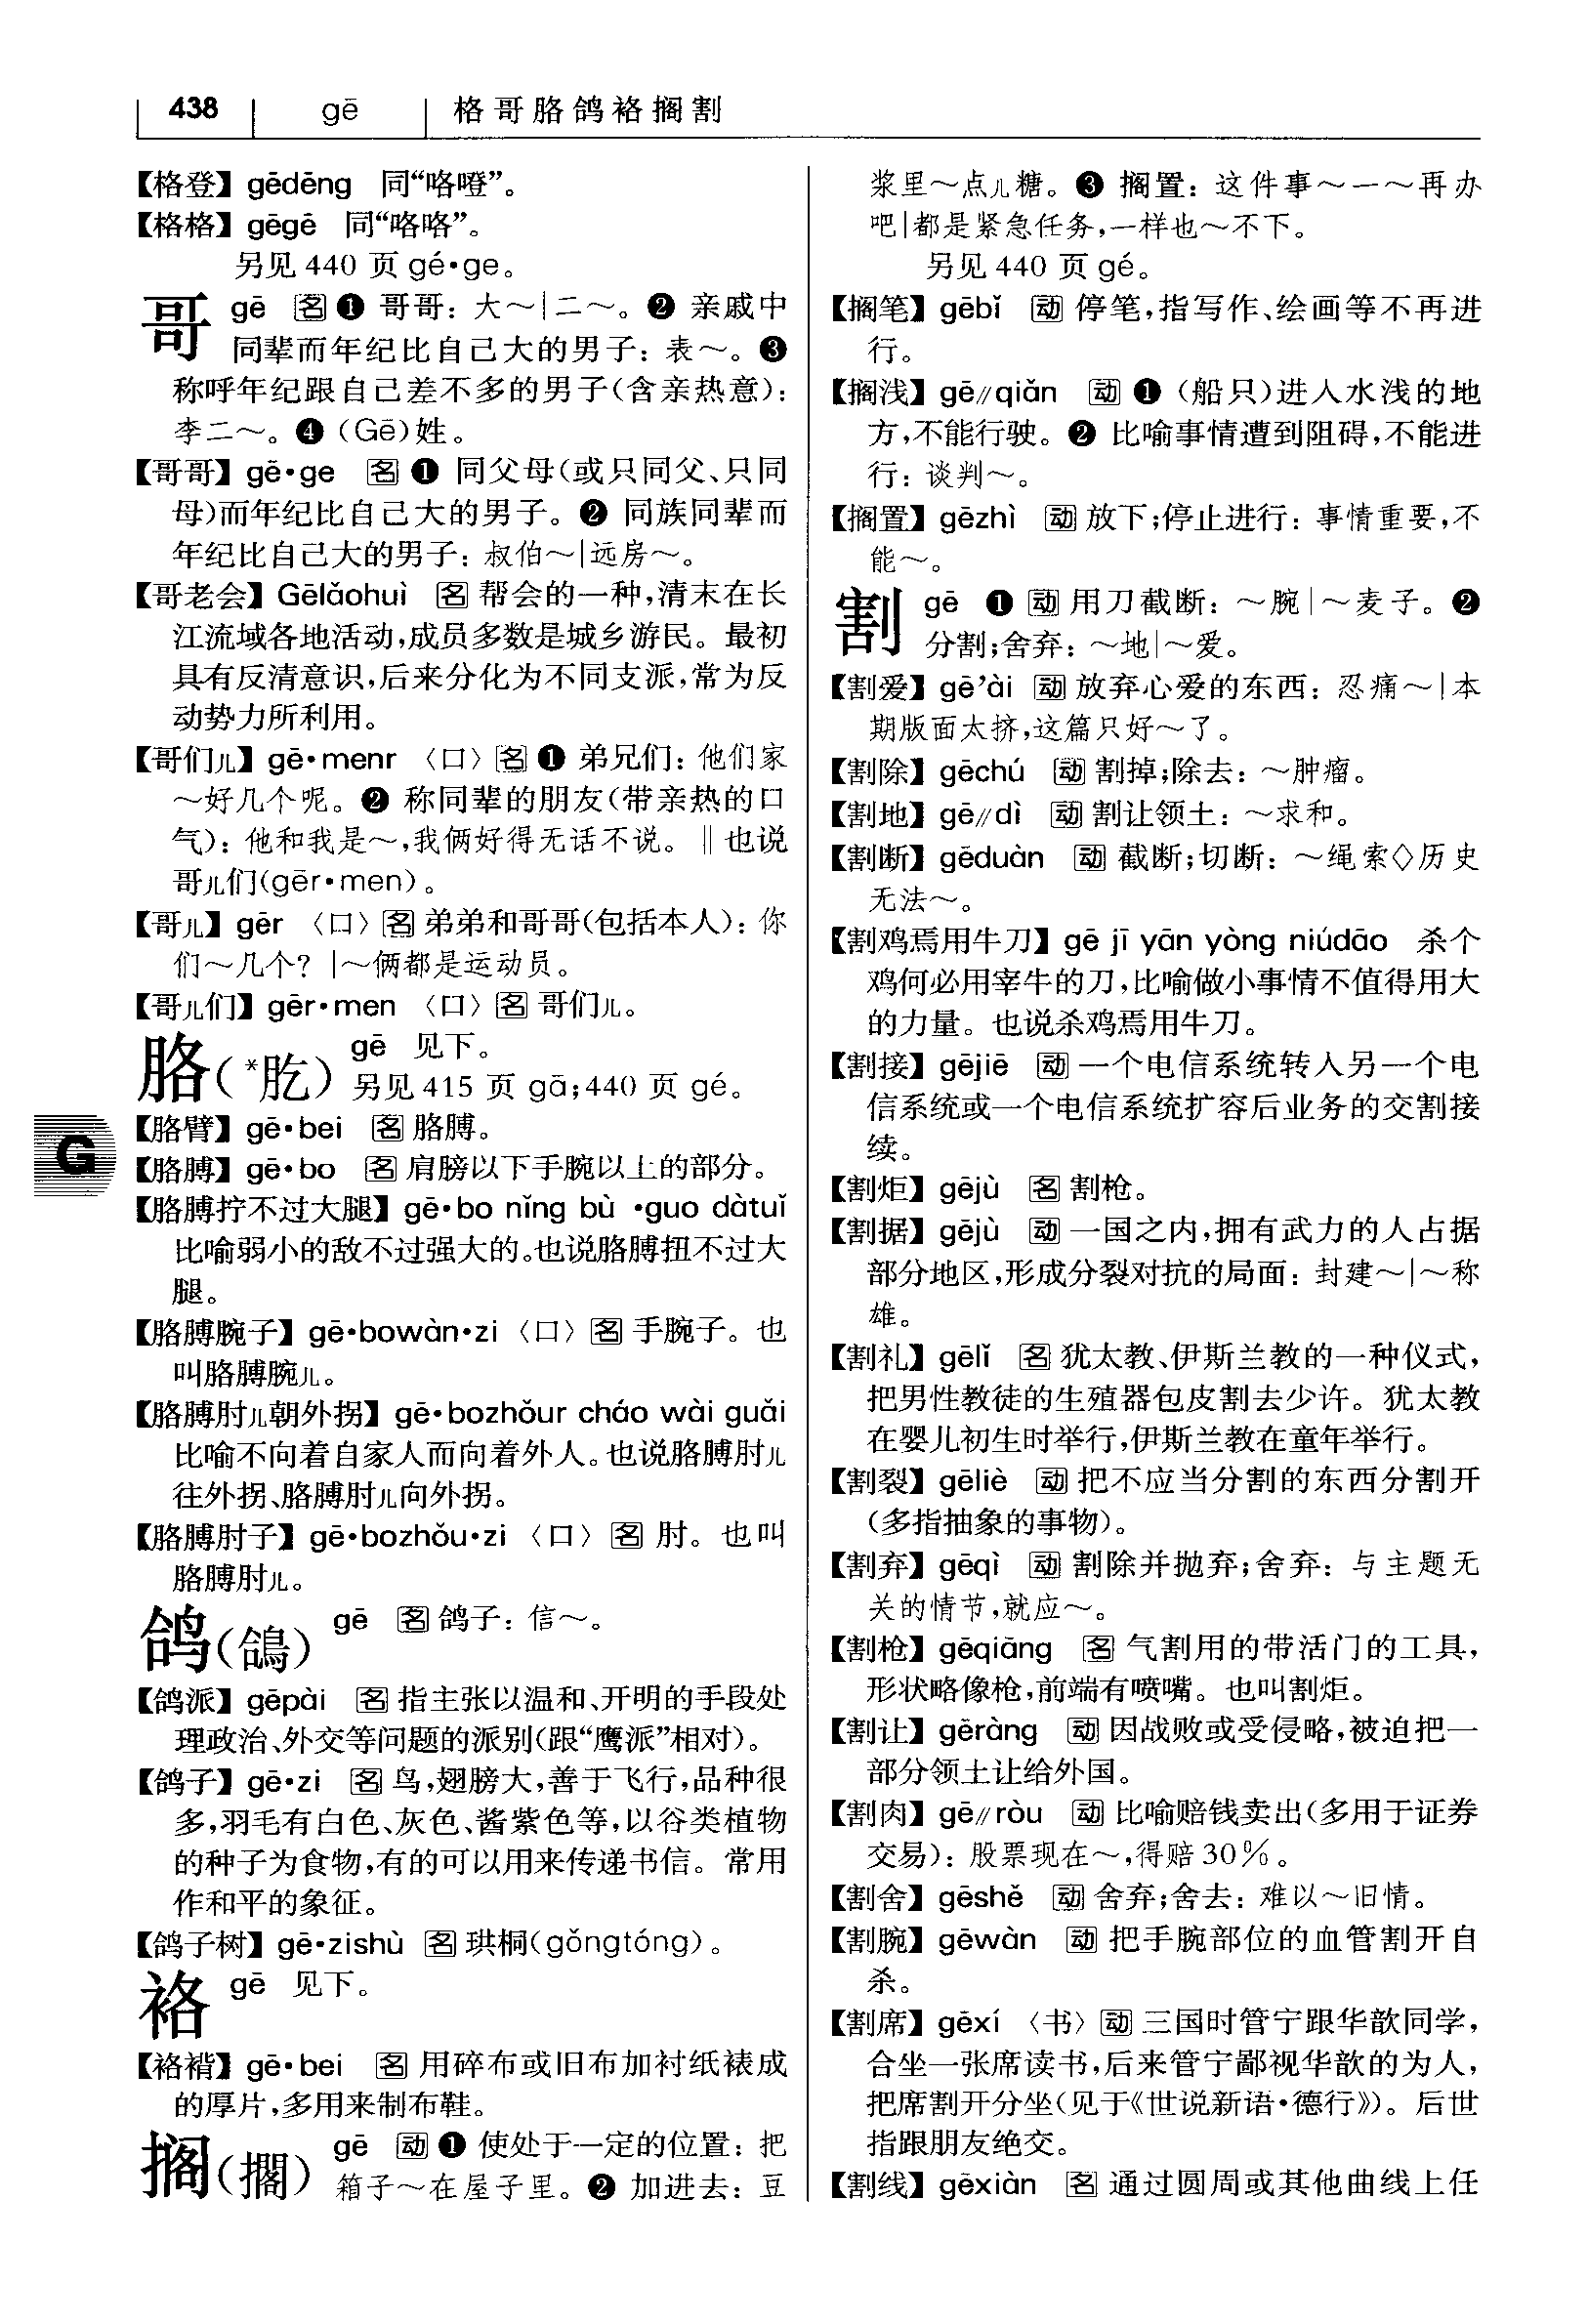 438 gē 格哥胳鸽袼搁割
【格登】gēdēng 同“咯噔”。
【格格】gēgē 同“咯咯”。
另见 440 页 gé•ge。
哥 gē 名 ❶ 哥哥：大～|二～。❷ 亲戚中
同辈而年纪比自己大的男子：表～。❸
称呼年纪跟自己差不多的男子(含亲热意)：
李二～。❹ (Gē)姓。
【哥哥】gē•ge 名 ❶ 同父母(或只同父、只同
母)而年纪比自己大的男子。❷ 同族同辈而
年纪比自己大的男子：叔伯～|远房～。
【哥老会】Gēlǎohuì 名 帮会的一种,清末在长
江流域各地活动,成员多数是城乡游民。最初
具有反清意识,后来分化为不同支派,常为反
动势力所利用。
【哥们儿】gē•menr 〈口〉名 ❶ 弟兄们：他们家
～好几个呢。❷ 称同辈的朋友(带亲热的口
气)：他和我是～,我俩好得无话不说。‖也说
哥儿们(gēr•men)。
【哥儿】gēr 〈口〉名 弟弟和哥哥(包括本人)：你
们～几个？|～俩都是运动员。
【哥儿们】gēr•men 〈口〉名 哥们儿。
胳(*肐) gē 见下。
另见 415 页 gā;440 页 gé。
【胳臂】gē•bei 名 胳膊。
【胳膊】gē•bo 名 肩膀以下手腕以上的部分。
【胳膊拧不过大腿】gē•bo nǐng bù •guo dàtuǐ
比喻弱小的敌不过强大的。也说胳膊扭不过大
腿。
【胳膊腕子】gē•bowàn•zi 〈口〉名 手腕子。也
叫胳膊腕儿。
【胳膊肘儿朝外拐】gē•bozhǒur cháo wài guǎi
比喻不向着自家人而向着外人。也说胳膊肘儿
往外拐、胳膊肘儿向外拐。
【胳膊肘子】gē•bozhǒu•zi 〈口〉名 肘。也叫
胳膊肘儿。
鸽(鴿) gē 名 鸽子：信～。
【鸽派】gēpài 名 指主张以温和、开明的手段处
理政治、外交等问题的派别(跟“鹰派”相对)。
【鸽子】gē•zi 名 鸟,翅膀大,善于飞行,品种很
多,羽毛有白色、灰色、酱紫色等,以谷类植物
的种子为食物,有的可以用来传递书信。常用
作和平的象征。
【鸽子树】gē•zishù 名 珙桐(gǒngtóng)。
袼 gē 见下。
【袼褙】gē•bei 名 用碎布或旧布加衬纸裱成
的厚片,多用来制布鞋。
搁(擱) gē 动 ❶ 使处于一定的位置：把
箱子～在屋子里。❷ 加进去：豆
G
浆里～点儿糖。❸ 搁置：这件事～一～再办
吧|都是紧急任务,一样也～不下。
另见 440 页 gé。
【搁笔】gēbǐ 动 停笔,指写作、绘画等不再进
行。
【搁浅】gē∥qiǎn 动 ❶ (船只)进入水浅的地
方,不能行驶。❷ 比喻事情遭到阻碍,不能进
行：谈判～。
【搁置】gēzhì 动 放下;停止进行：事情重要,不
能～。
割 gē ❶ 动 用刀截断：～腕|～麦子。❷
分割;舍弃：～地|～爱。
【割爱】gē’ài 动 放弃心爱的东西：忍痛～|本
期版面太挤,这篇只好～了。
【割除】gēchú 动 割掉;除去：～肿瘤。
【割地】gē∥dì 动 割让领土：～求和。
【割断】gēduàn 动 截断;切断：～绳索◇历史
无法～。
【割鸡焉用牛刀】gē jī yān yòng niúdāo 杀个
鸡何必用宰牛的刀,比喻做小事情不值得用大
的力量。也说杀鸡焉用牛刀。
【割接】gējiē 动 一个电信系统转入另一个电
信系统或一个电信系统扩容后业务的交割接
续。
【割炬】gējù 名 割枪。
【割据】gējù 动 一国之内,拥有武力的人占据
部分地区,形成分裂对抗的局面：封建～|～称
雄。
【割礼】gēlǐ 名 犹太教、伊斯兰教的一种仪式,
把男性教徒的生殖器包皮割去少许。犹太教
在婴儿初生时举行,伊斯兰教在童年举行。
【割裂】gēliè 动 把不应当分割的东西分割开
(多指抽象的事物)。
【割弃】gēqì 动 割除并抛弃;舍弃：与主题无
关的情节,就应～。
【割枪】gēqiāng 名 气割用的带活门的工具,
形状略像枪,前端有喷嘴。也叫割炬。
【割让】gēràng 动 因战败或受侵略,被迫把一
部分领土让给外国。
【割肉】gē∥ròu 动 比喻赔钱卖出(多用于证券
交易)：股票现在～,得赔 30%。
【割舍】gēshě 动 舍弃;舍去：难以～旧情。
【割腕】gēwàn 动 把手腕部位的血管割开自
杀。
【割席】gēxí 〈书〉动 三国时管宁跟华歆同学,
合坐一张席读书,后来管宁鄙视华歆的为人,
把席割开分坐(见于《世说新语•德行》)。后世
指跟朋友绝交。
【割线】gēxiàn 名 通过圆周或其他曲线上任